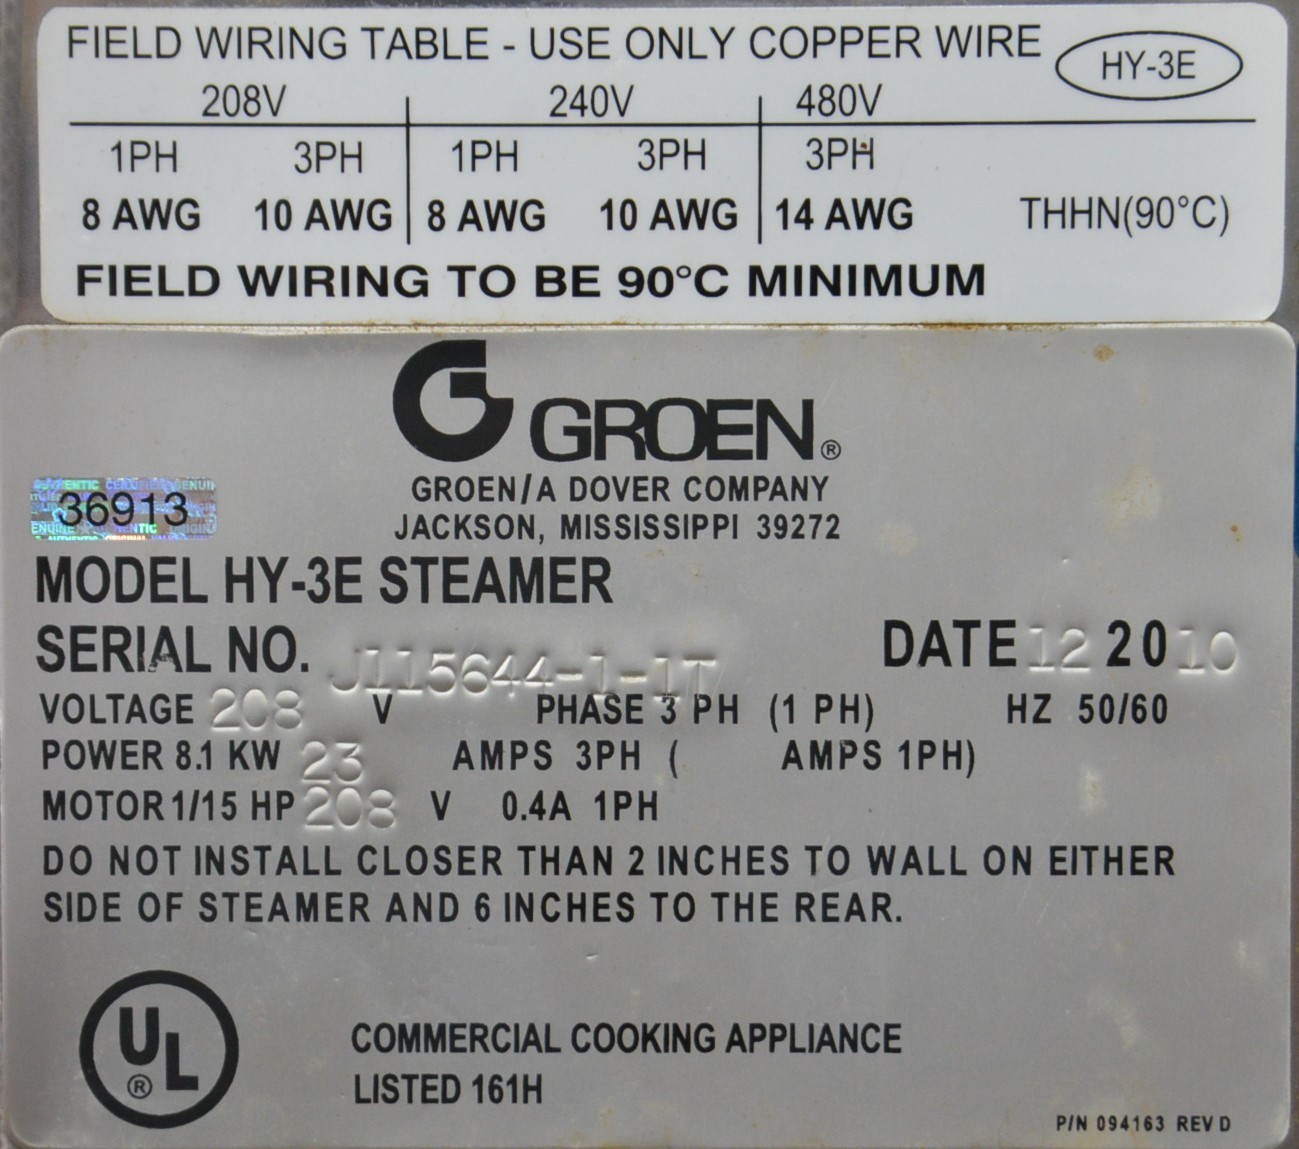 FIELD WIRING TABLE - USE ONLY COPPER WIRE HY-3E
208V 240V 480V
1PH 3PH 1PH 3PH 3PH
8 AWG 10 AWG 8 AWG 10 AWG 14 AWG THHN(90°C)
FIELD WIRING TO BE 90°C MINIMUM
GROEN®
GROEN/A DOVER COMPANY
JACKSON, MISSISSIPPI 39272
36913
MODEL HY-3E STEAMER
SERIAL NO. J115644-1-1T DATE 12 2010
VOLTAGE 208 V PHASE 3 PH (1 PH) HZ 50/60
POWER 8.1 KW 23 AMPS 3PH ( AMPS 1PH)
MOTOR 1/15 HP 208 V 0.4A 1PH
DO NOT INSTALL CLOSER THAN 2 INCHES TO WALL ON EITHER
SIDE OF STEAMER AND 6 INCHES TO THE REAR.
UL®
COMMERCIAL COOKING APPLIANCE
LISTED 161H
P/N 094163 REV D